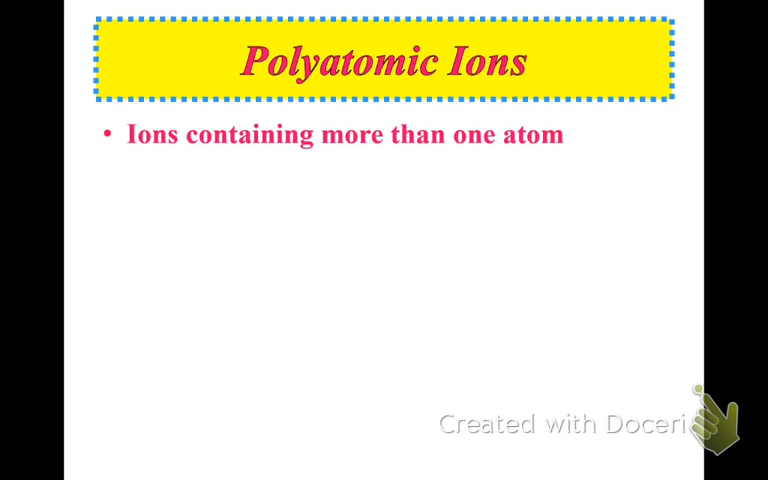 Polyatomic Ions
• Ions containing more than one atom
Created with Doceri